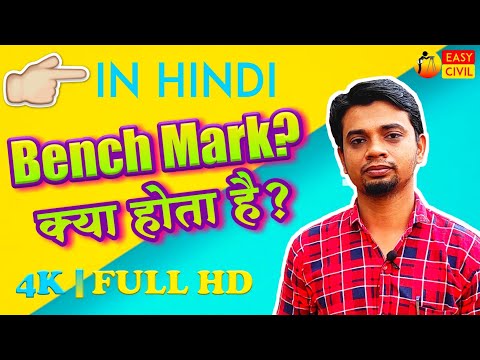 IN HINDI
EASY
CIVIL
Bench Mark?
क्या होता है?
4K | FULL HD